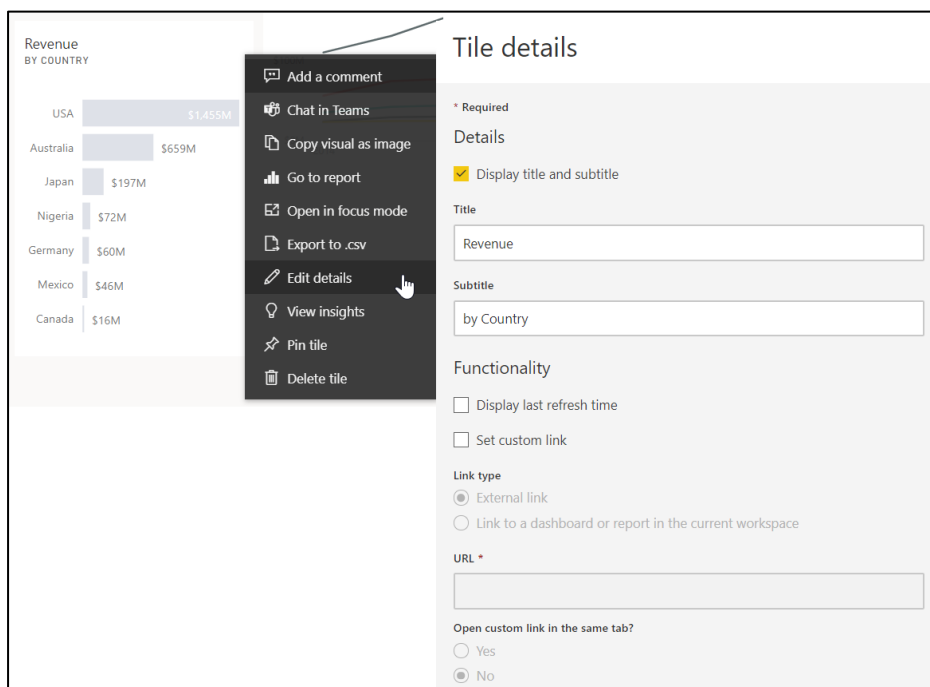 Revenue
BY COUNTRY
USA $1,455M
Australia $659M
Japan $197M
Nigeria $72M
Germany $60M
Mexico $46M
Canada $16M
Add a comment
Chat in Teams
Copy visual as image
Go to report
Open in focus mode
Export to .csv
Edit details
View insights
Pin tile
Delete tile
Tile details
* Required
Details
Display title and subtitle
Title
Revenue
Subtitle
by Country
Functionality
Display last refresh time
Set custom link
Link type
External link
Link to a dashboard or report in the current workspace
URL *
Open custom link in the same tab?
Yes
No